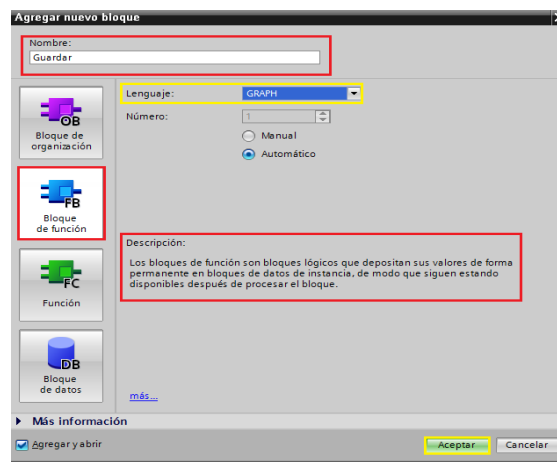 Agregar nuevo bloque
Nombre:
Guardar
OB
Bloque de
organización
FB
Bloque
de función
FC
Función
DB
Bloque
de datos
Lenguaje:
GRAPH
Número:
1
Manual
Automático
Descripción:
Los bloques de función son bloques lógicos que depositan sus valores de forma
permanente en bloques de datos de instancia, de modo que siguen estando
disponibles después de procesar el bloque.
más...
Más informació́n
Agregar y abrir
Aceptar
Cancelar